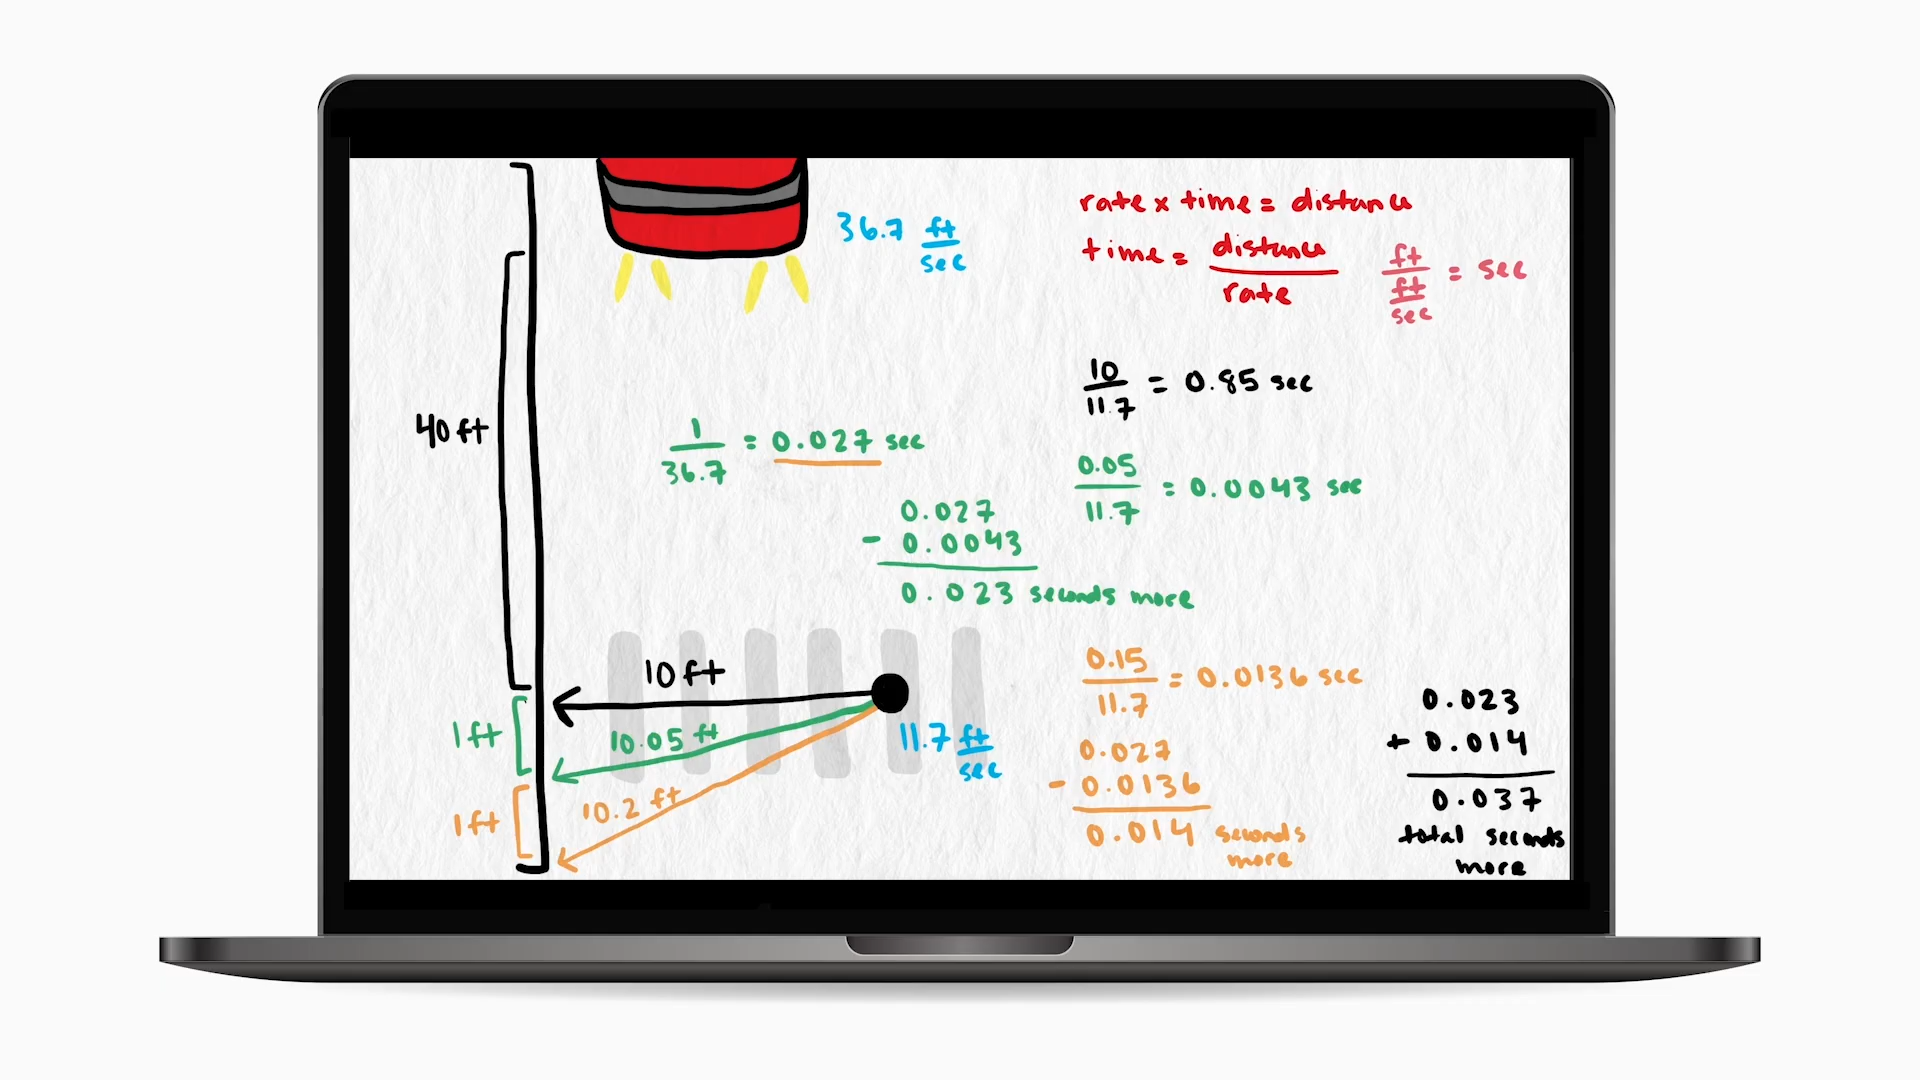 36.7 ft/sec
rate x time = distance
time = distance/rate
ft/ft/sec = sec
10/11.7 = 0.85 sec
40 ft
1/36.7 = 0.027 sec
0.05/11.7 = 0.0043 sec
0.027
- 0.0043
0.023 seconds more
10 ft
1 ft
10.05 ft
11.7 ft/sec
1 ft
10.2 ft
0.15/11.7 = 0.0136 sec
0.027
- 0.0136
0.014 seconds
more
0.023
+ 0.014
0.037
total seconds
more